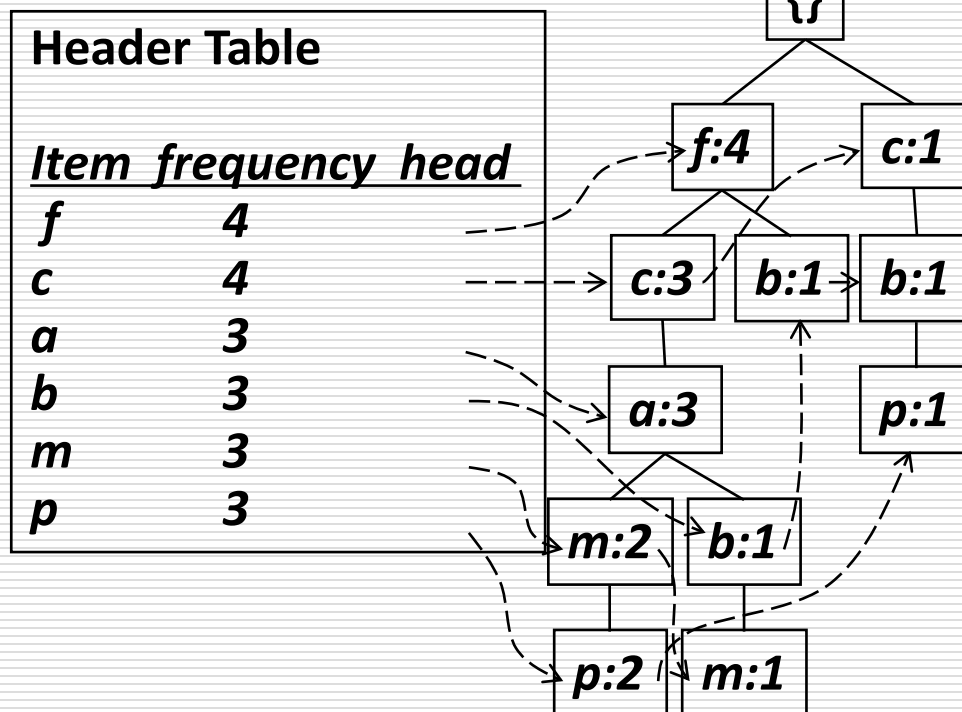 Header Table
Item frequency head
f 4
c 4
a 3
b 3
m 3
p 3
{}
f:4 c:1
c:3 b:1 b:1
a:3 p:1
m:2 b:1
p:2 m:1